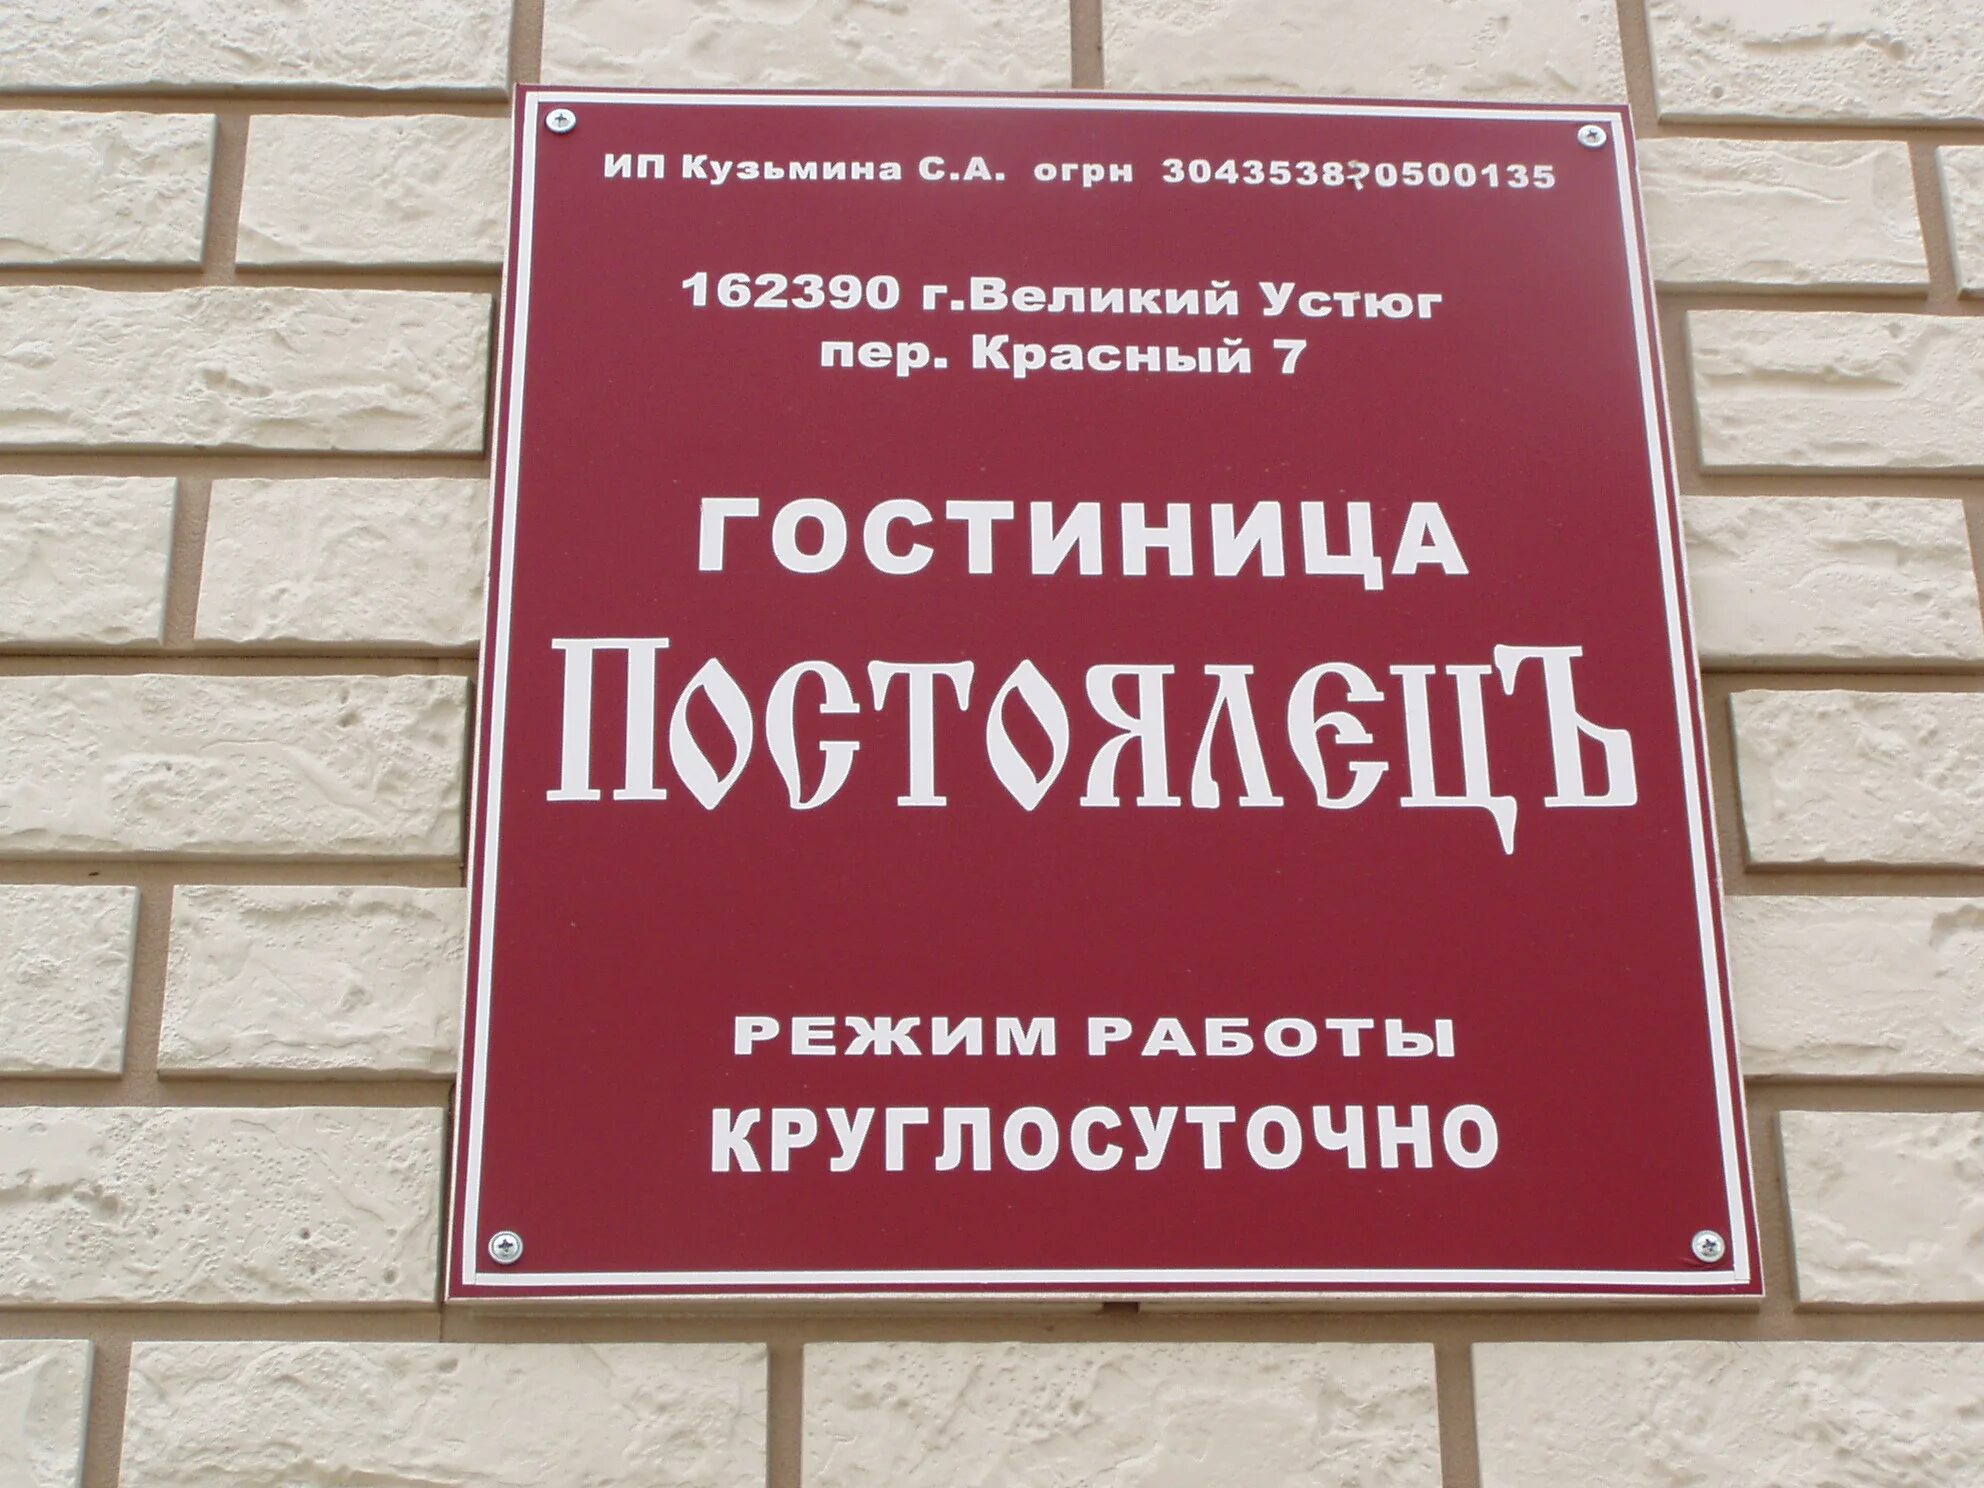 ИП Кузьмина С.А. огрн
162390 г.Великий Устюг
пер. Красный 7
ГОСТИНИЦА
ПостоялецЪ
РЕЖИМ РАБОТЫ
КРУГЛОСУТОЧНО